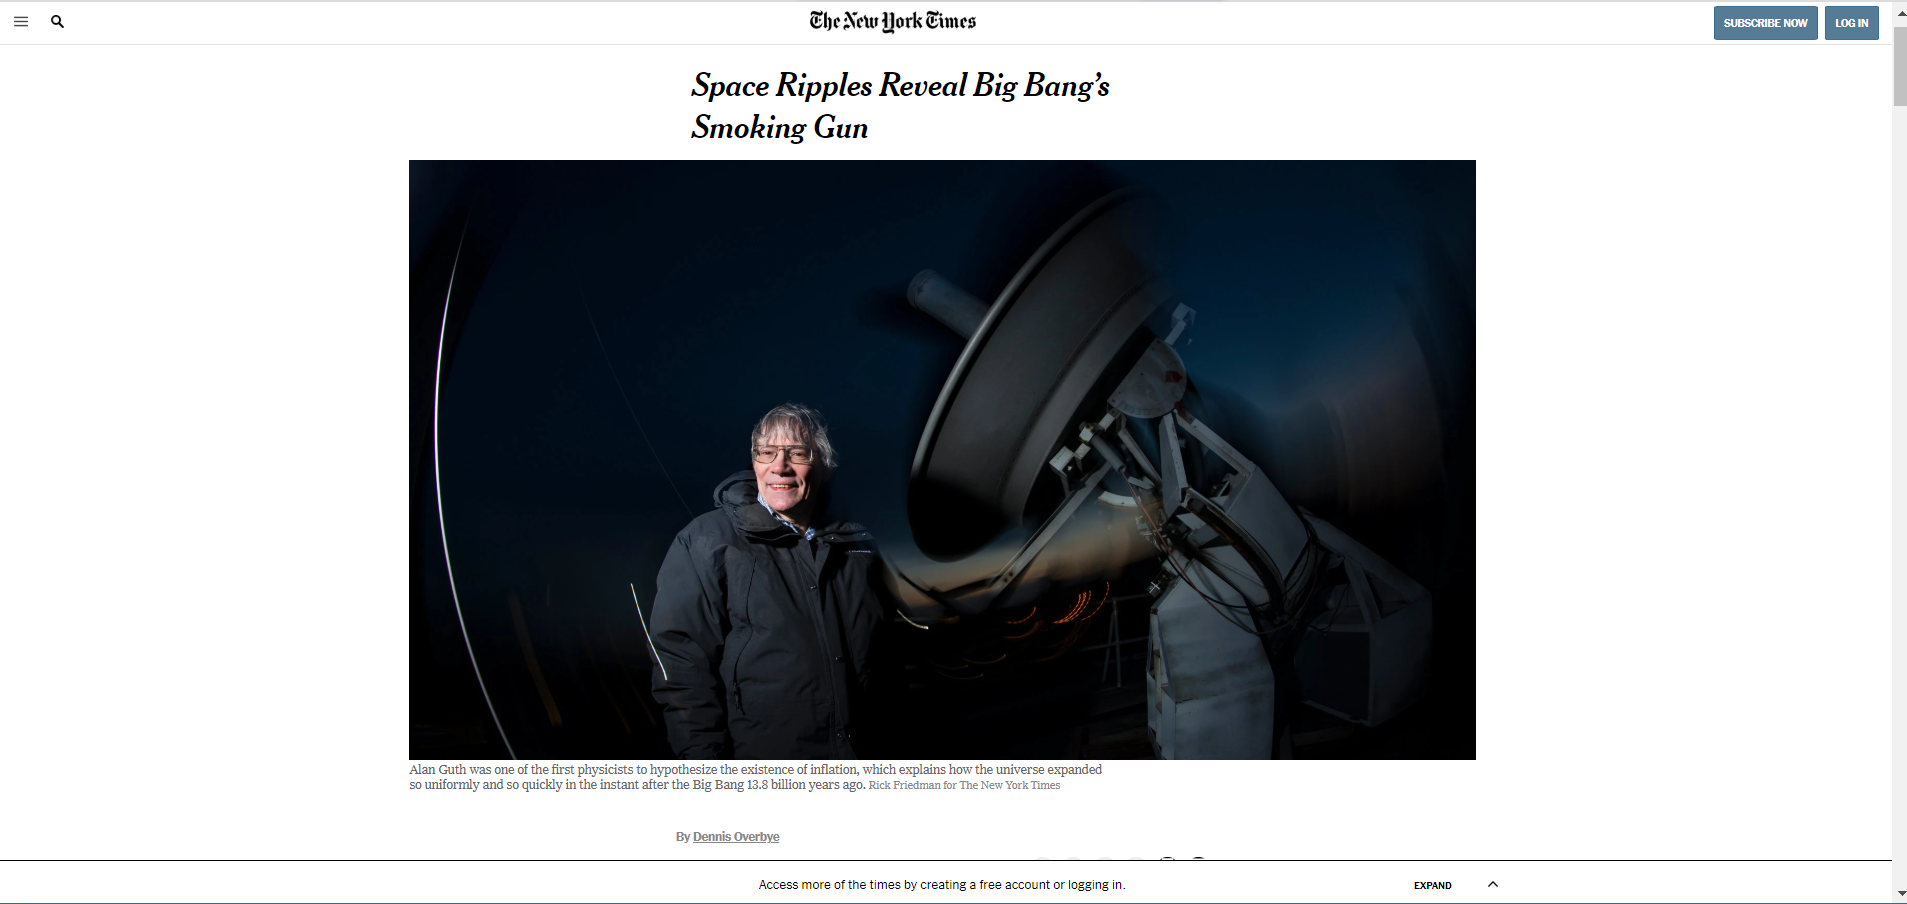 The New York Times
SUBSCRIBE NOW
LOG IN
Space Ripples Reveal Big Bang's
Smoking Gun
Alan Guth was one of the first physicists to hypothesize the existence of inflation, which explains how the universe expanded
so uniformly and so quickly in the instant after the Big Bang 13.8 billion years ago. Rick Friedman for The New York Times
By Dennis Overbye
Access more of the times by creating a free account or logging in.
EXPAND